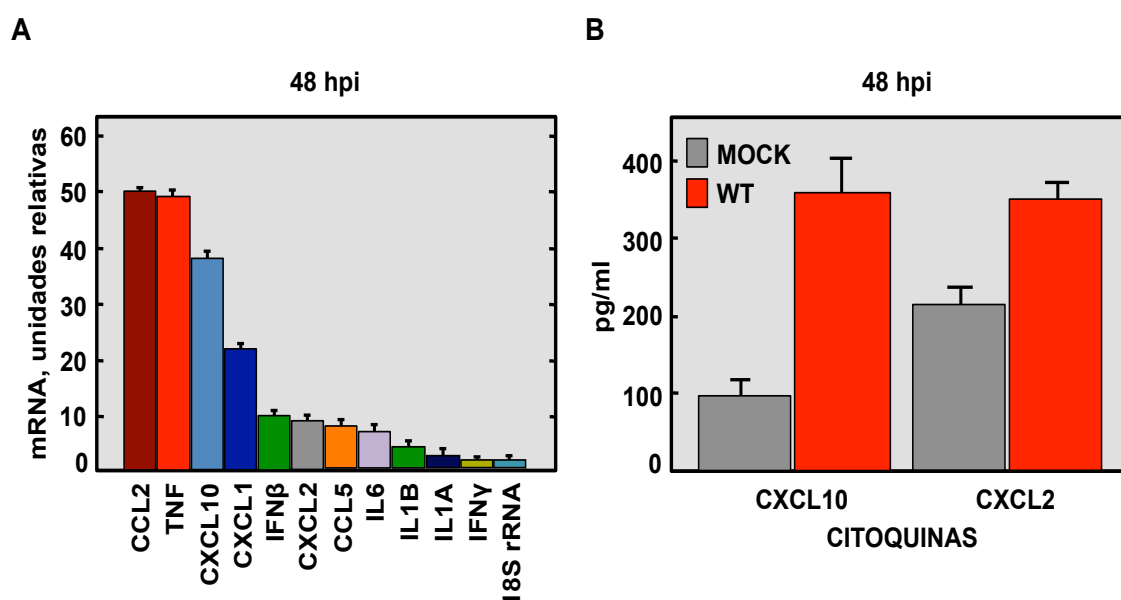 A
48 hpi
mRNA, unidades relativas
60
50
40
30
20
10
0
CCL2
TNF
CXCL10
CXCL1
IFNβ
CXCL2
CCL5
IL6
IL1B
IL1A
IFNγ
18S rRNA
B
48 hpi
MOCK
WT
pg/ml
400
300
200
100
0
CXCL10 CXCL2
CITOQUINAS